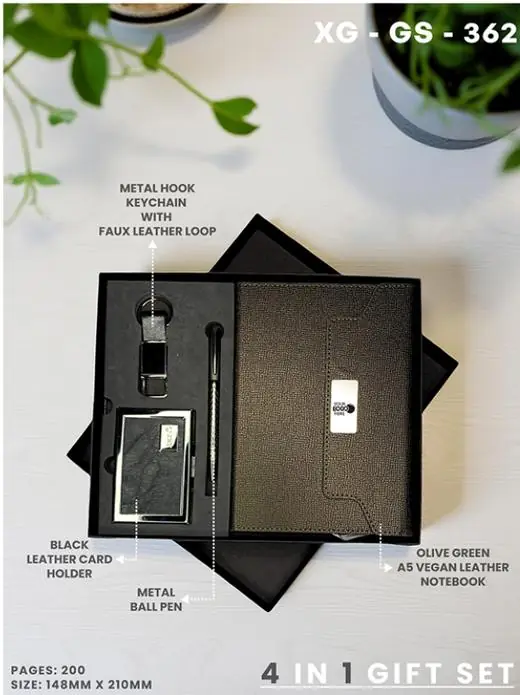 XG - GS - 362
METAL HOOK
KEYCHAIN
WITH
FAUX LEATHER LOOP
BLACK
LEATHER CARD
HOLDER
METAL
BALL PEN
OLIVE GREEN
A5 VEGAN LEATHER
NOTEBOOK
PAGES: 200
SIZE: 148MM X 210MM
4 IN 1 GIFT SET